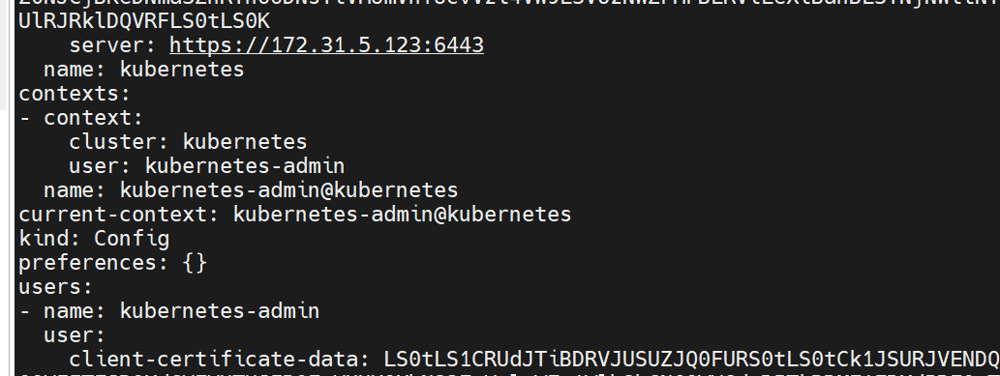 UlRJRklDQVRFLS0tLS0K
server: https://172.31.5.123:6443
name: kubernetes
contexts:
- context:
cluster: kubernetes
user: kubernetes-admin
name: kubernetes-admin@kubernetes
current-context: kubernetes-admin@kubernetes
kind: Config
preferences: {}
users:
- name: kubernetes-admin
user:
client-certificate-data: LS0tLS1CRUdJTiBDRVJUSUZJQ0FURS0tLS0tCk1JSURJVENDQ